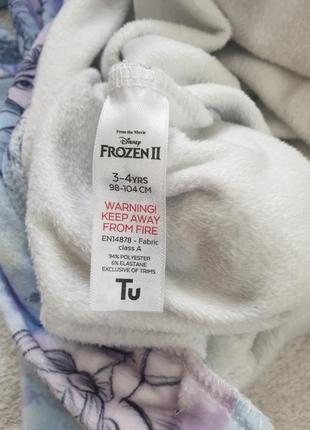 From the Movie
Disney
FROZEN II
3-4YRS
98-104 CM
WARNING!
KEEP AWAY
FROM FIRE
EN14878 - Fabric
class A
94% POLYESTER
6% ELASTANE
EXCLUSIVE OF TRIMS
Tu